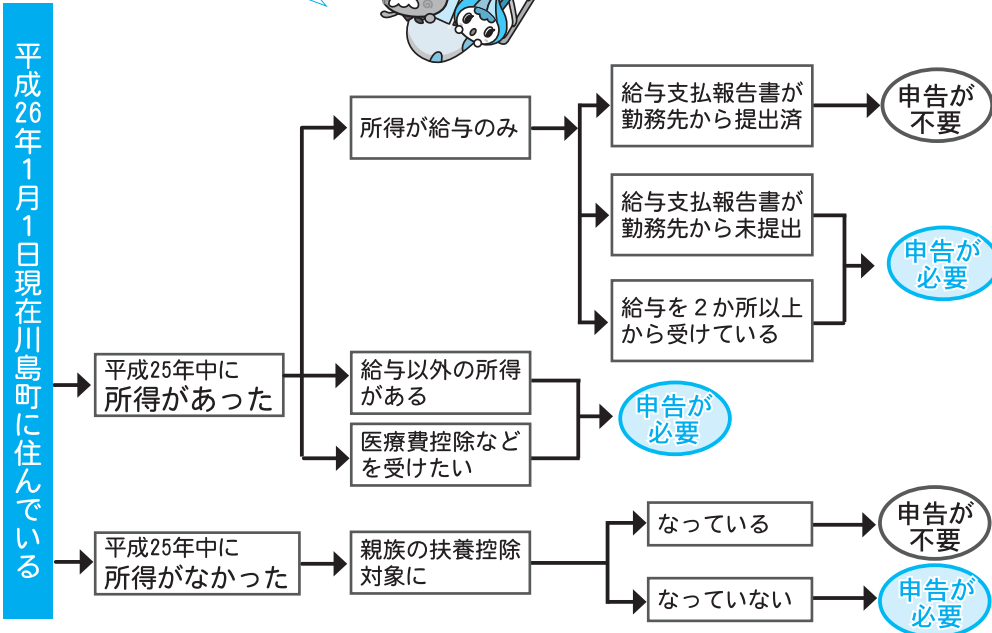 平成26年1月1日現在川島町に住んでいる
平成25年中に
所得があった
所得が給与のみ
給与支払報告書が
勤務先から提出済
申告が
不要
給与支払報告書が
勤務先から未提出
給与を2か所以上
から受けている
申告が
必要
給与以外の所得
がある
医療費控除など
を受けたい
申告が
必要
平成25年中に
所得がなかった
親族の扶養控除
対象に
なっている
申告が
不要
なっていない
申告が
必要